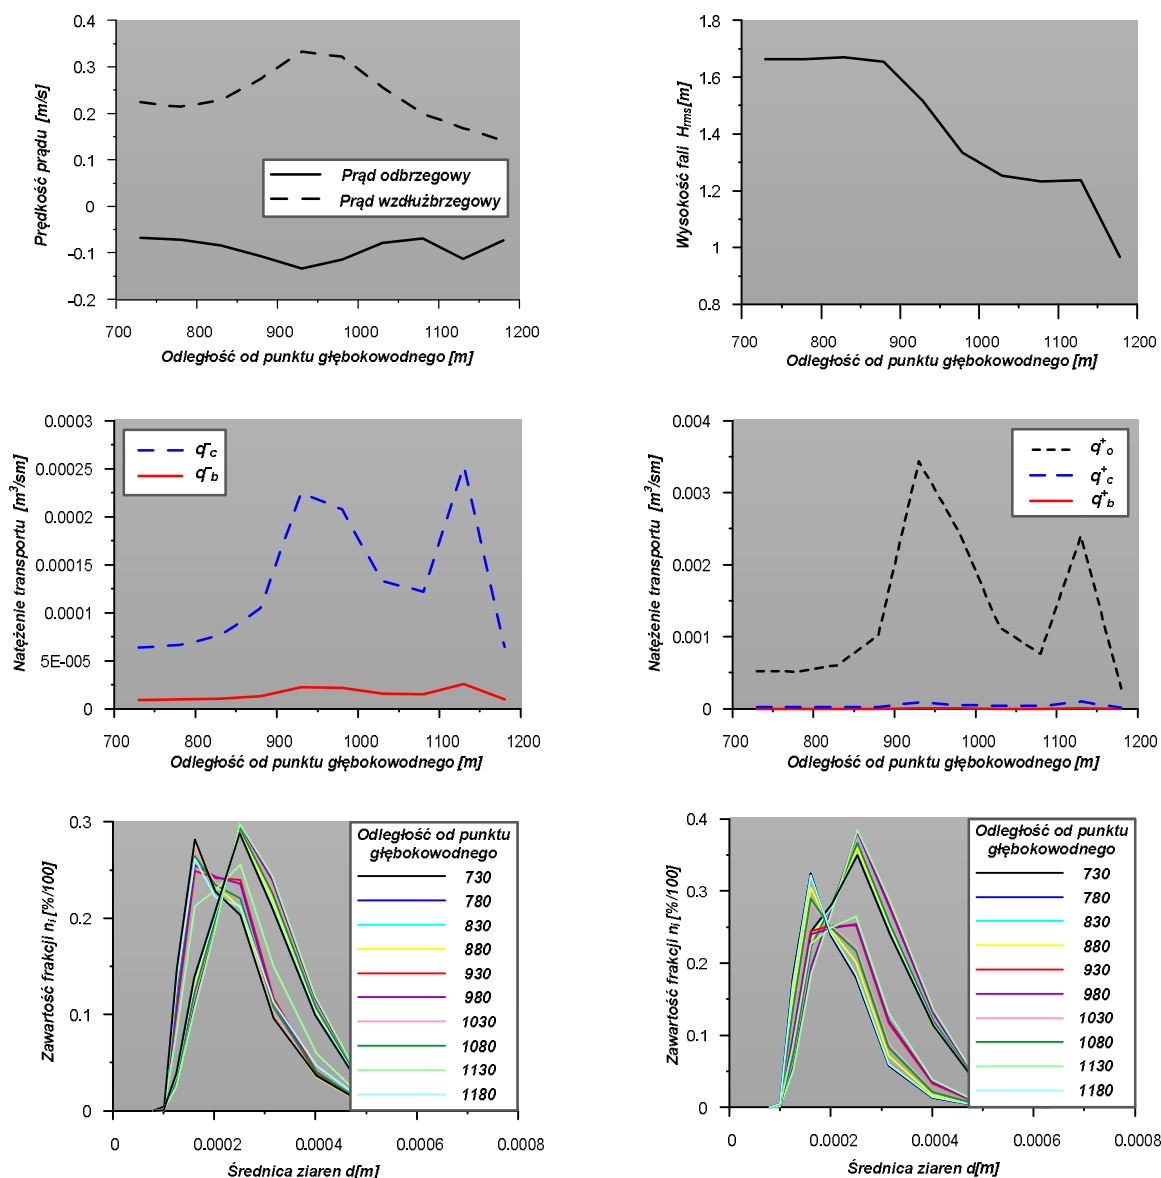 0.4
0.3
0.2
0.1
0
−0.1
−0.2
Prędkość prądu [m/s]
Prąd odbrzegowy
Prąd wzdłużbrzegowy
700 800 900 1000 1100 1200
Odległość od punktu głębokowodnego [m]
1.8
1.6
1.4
1.2
1
0.8
Wysokość fali Hrms[m]
700 800 900 1000 1100 1200
Odległość od punktu głębokowodnego [m]
0.0003
0.00025
0.0002
0.00015
0.0001
5E-005
0
Natężenie transportu [m³/sm]
q⁻c
q⁻b
700 800 900 1000 1100 1200
Odległość od punktu głębokowodnego [m]
0.004
0.003
0.002
0.001
0
Natężenie transportu [m³/sm]
q⁺o
q⁺c
q⁺b
700 800 900 1000 1100 1200
Odległość od punktu głębokowodnego [m]
0.3
0.2
0.1
0
Zawartość frakcji ni [%/100]
Odległość od punktu
głębokowodnego
730
780
830
880
930
980
1030
1080
1130
1180
0 0.0002 0.0004 0.0006 0.0008
Średnica ziaren d[m]
0.4
0.3
0.2
0.1
0
Zawartość frakcji ni [%/100]
Odległość od punktu
głębokowodnego
730
780
830
880
930
980
1030
1080
1130
1180
0 0.0002 0.0004 0.0006 0.0008
Średnica ziaren d[m]